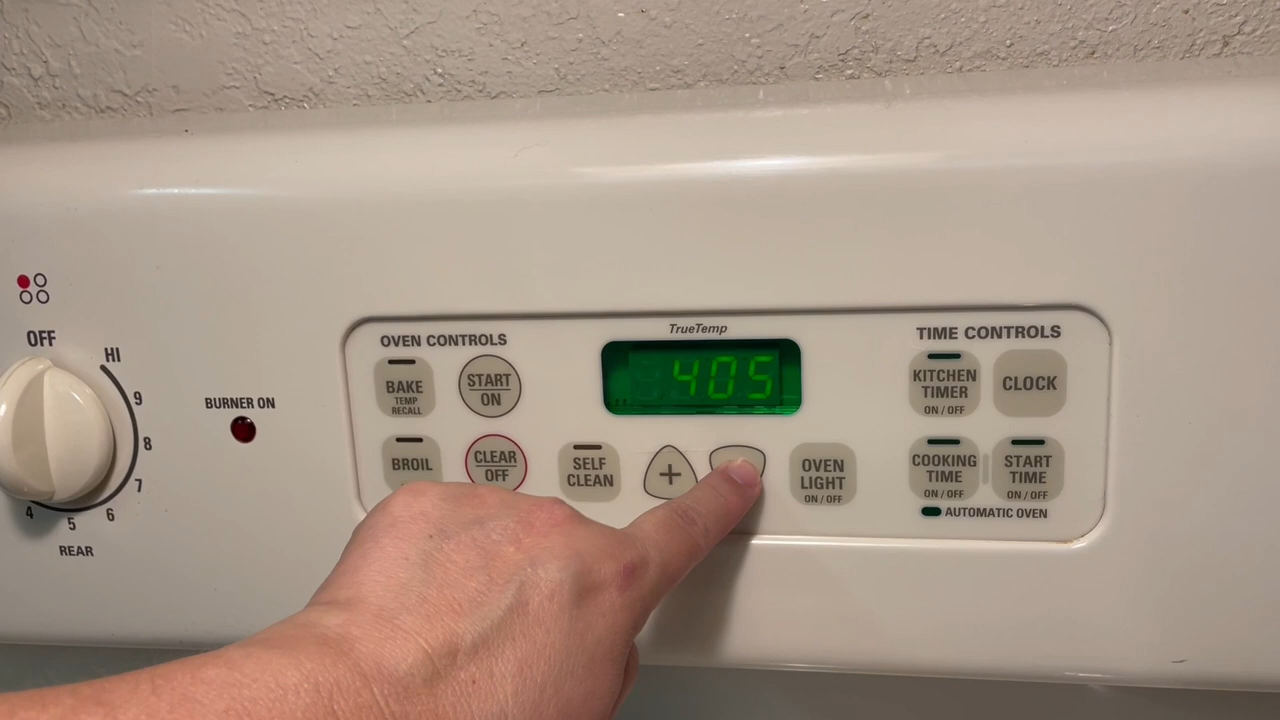 OFF
HI
9
8
7
6
5
4
REAR
BURNER ON
OVEN CONTROLS
BAKE
TEMP
RECALL
START
ON
BROIL
CLEAR
OFF
SELF
CLEAN
TrueTemp
405
+
OVEN
LIGHT
ON / OFF
TIME CONTROLS
KITCHEN
TIMER
ON / OFF
CLOCK
COOKING
TIME
ON / OFF
START
TIME
ON / OFF
AUTOMATIC OVEN